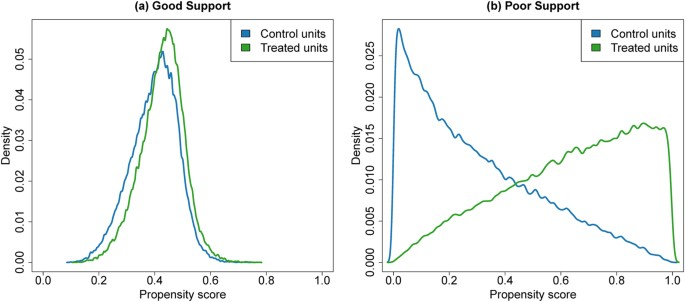 (a) Good Support
Control units
Treated units
Density
0.00
0.01
0.02
0.03
0.04
0.05
0.0
0.2
0.4
0.6
0.8
1.0
Propensity score
(b) Poor Support
Control units
Treated units
Density
0.000
0.005
0.010
0.015
0.020
0.025
0.0
0.2
0.4
0.6
0.8
1.0
Propensity score